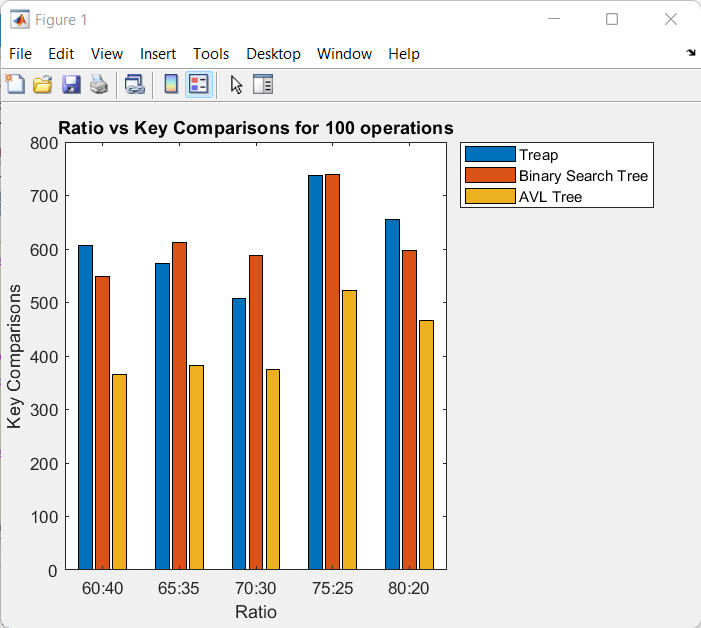 Figure 1
File Edit View Insert Tools Desktop Window Help
Ratio vs Key Comparisons for 100 operations
800
700
600
500
400
300
200
100
0
Key Comparisons
60:40 65:35 70:30 75:25 80:20
Ratio
Treap
Binary Search Tree
AVL Tree